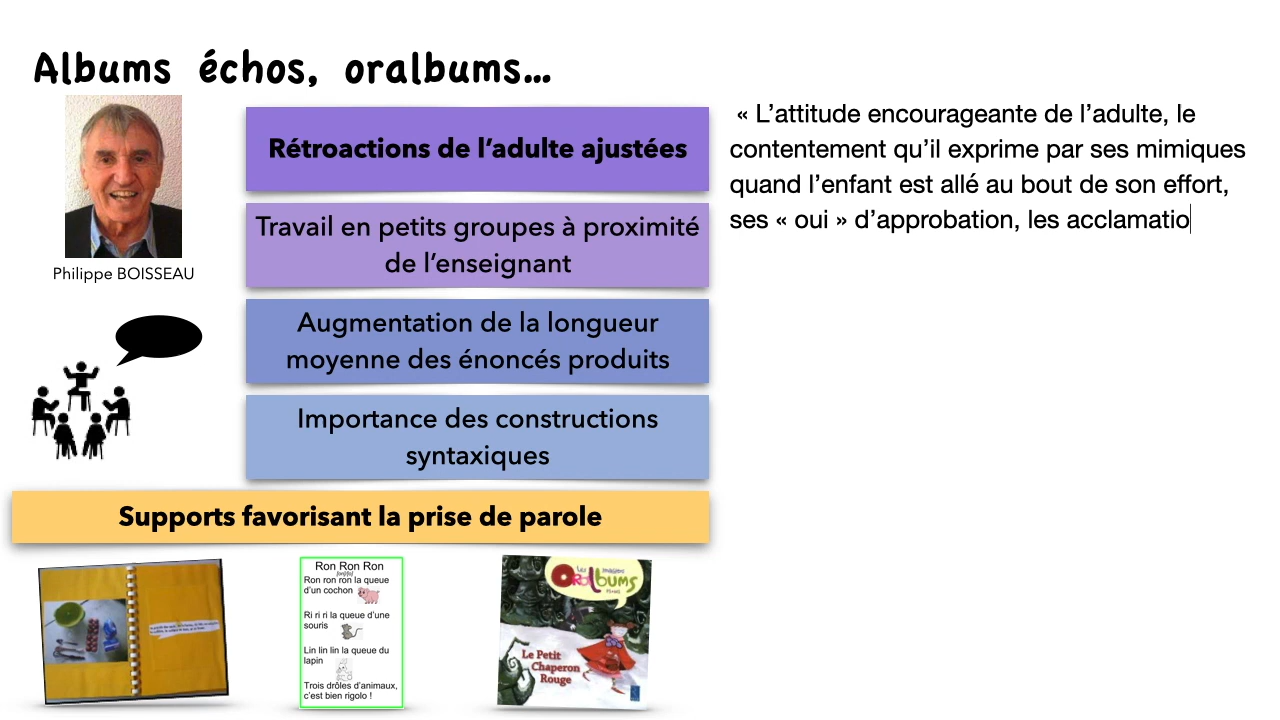 Albums échos, oralbums…
Philippe BOISSEAU
Rétroactions de l’adulte ajustées
Travail en petits groupes à proximité
de l’enseignant
Augmentation de la longueur
moyenne des énoncés produits
Importance des constructions
syntaxiques
Supports favorisant la prise de parole
« L’attitude encourageante de l’adulte, le
contentement qu’il exprime par ses mimiques
quand l’enfant est allé au bout de son effort,
ses « oui » d’approbation, les acclamatio
Ron Ron Ron
Ron ron ron la queue
d’un cochon
Ri ri ri la queue d’une
souris
Lin lin lin la queue du
lapin
Trois drôles d’animaux,
c’est bien rigolo !
Les
Oralbums
Le Petit
Chaperon
Rouge